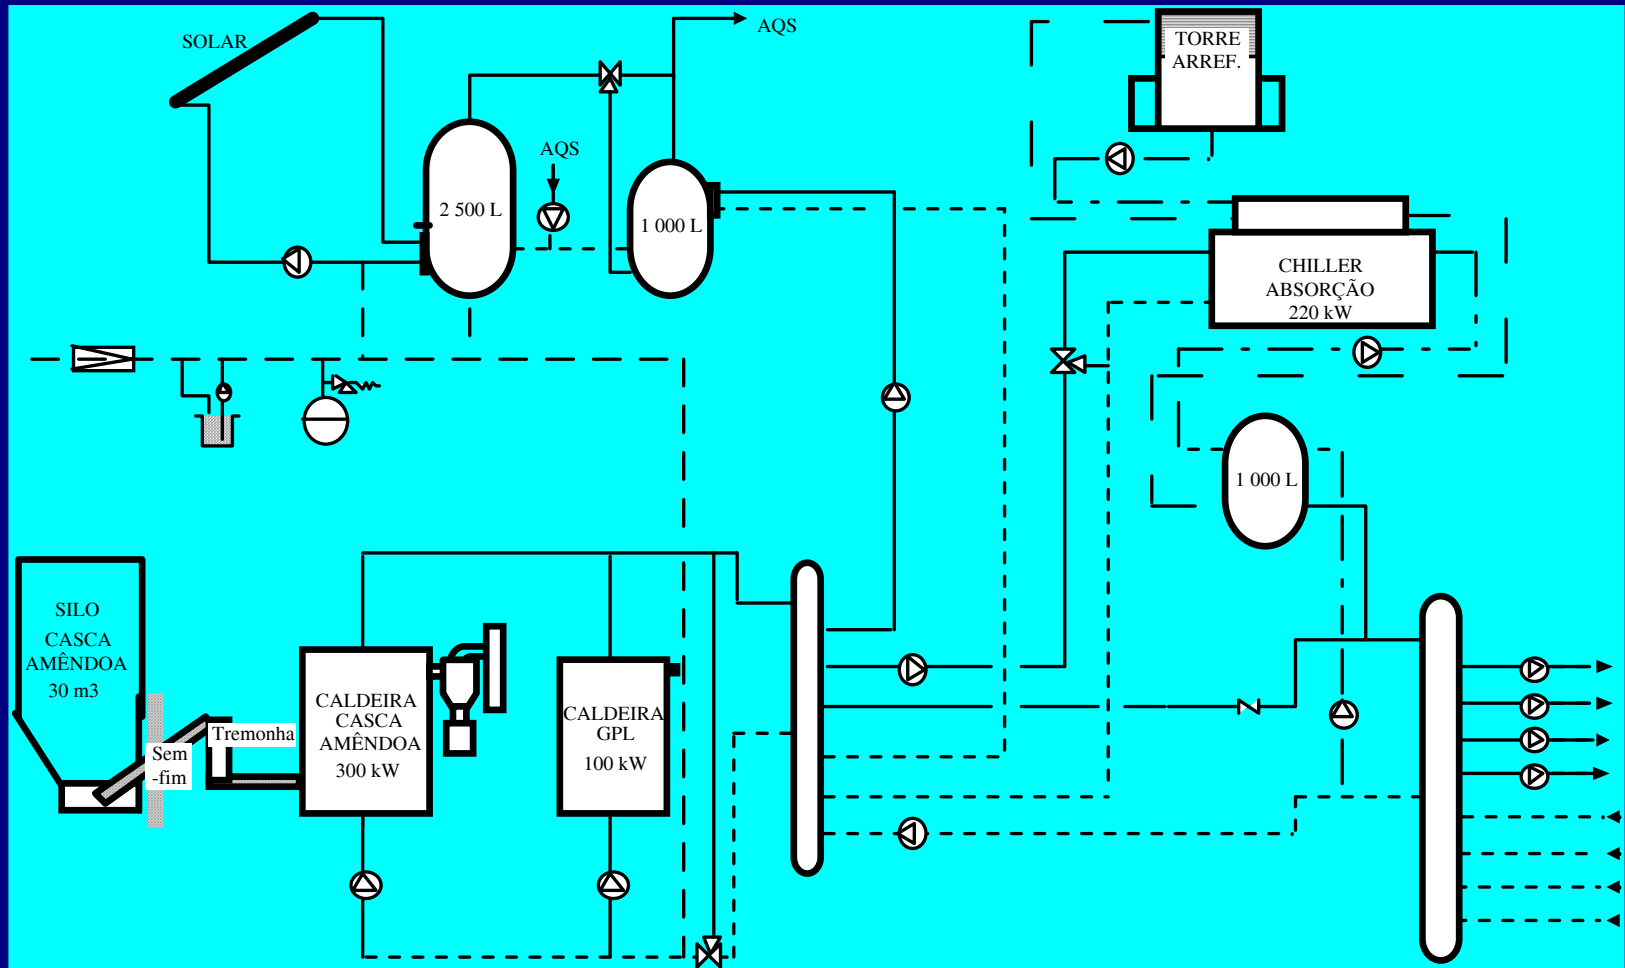 SOLAR
AQS
TORRE
ARREF.
AQS
2 500 L
1 000 L
CHILLER
ABSORÇÃO
220 kW
1 000 L
SILO
CASCA
AMÊNDOA
30 m3
Sem
-fim
Tremonha
CALDEIRA
CASCA
AMÊNDOA
300 kW
CALDEIRA
GPL
100 kW